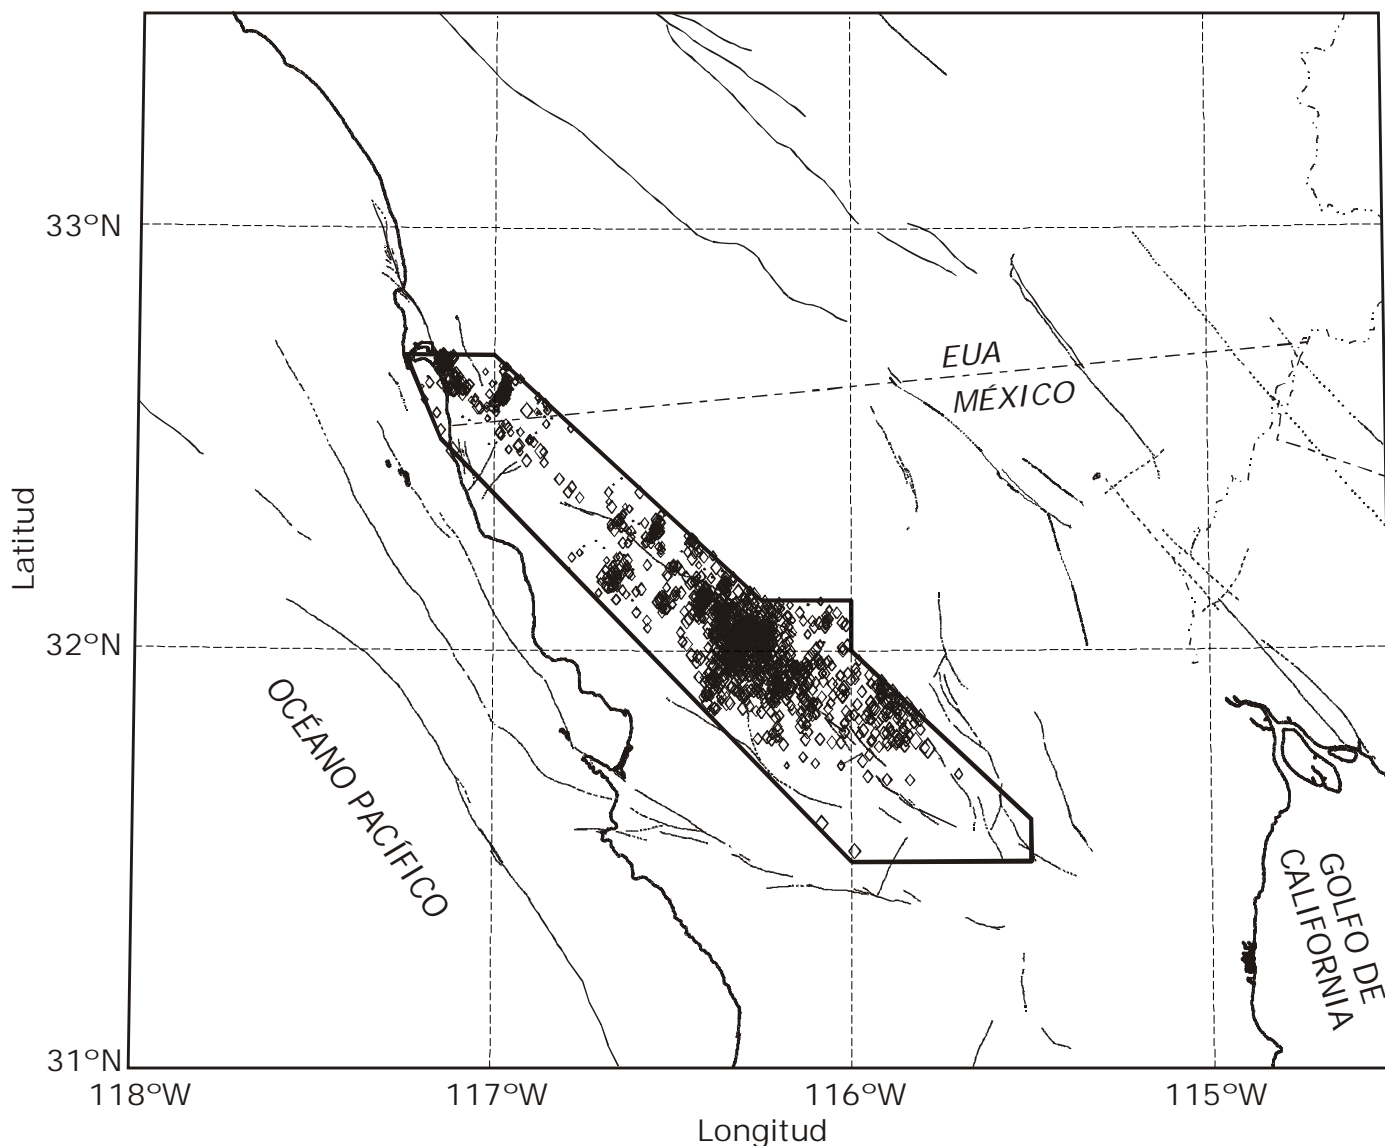 33°N
EUA
MÉXICO
Latitud
32°N
OCÉANO PACÍFICO
GOLFO DE
CALIFORNIA
31°N
118°W
117°W
116°W
115°W
Longitud